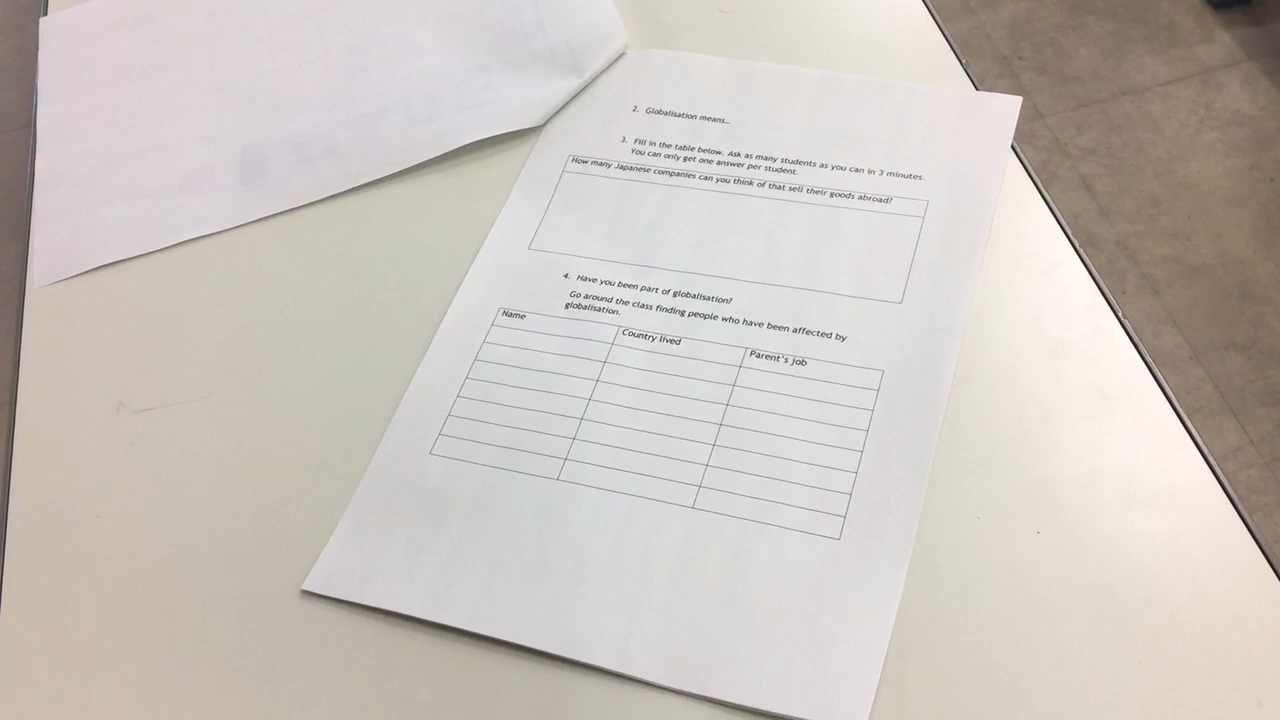 2. Globalisation means...
3. Fill in the table below. Ask as many students as you can in 3 minutes.
You can only get one answer per student.
How many Japanese companies can you think of that sell their goods abroad?
4. Have you been part of globalisation?
Go around the class finding people who have been affected by
globalisation.
Name Country lived Parent's job